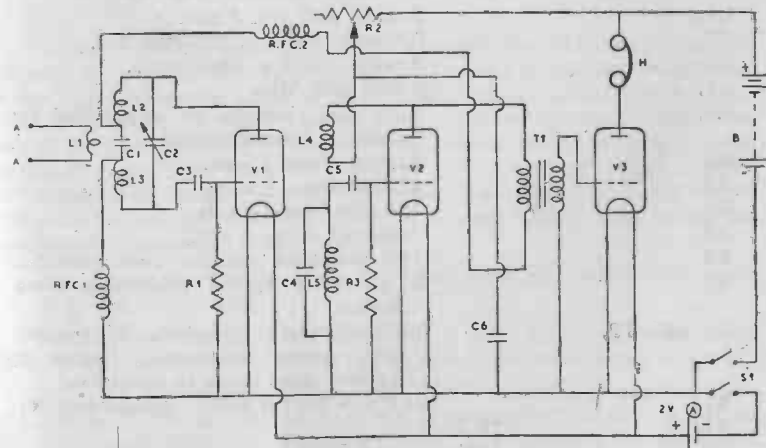 R2
R.F.C.2
H
+
L2
A
L1
L4
T1
B
C1
C2
A
C5
L3
C3
V1
V2
V3
R.F.C.1
R1
C4
L5
R3
C6
S1
2V
A
+
-